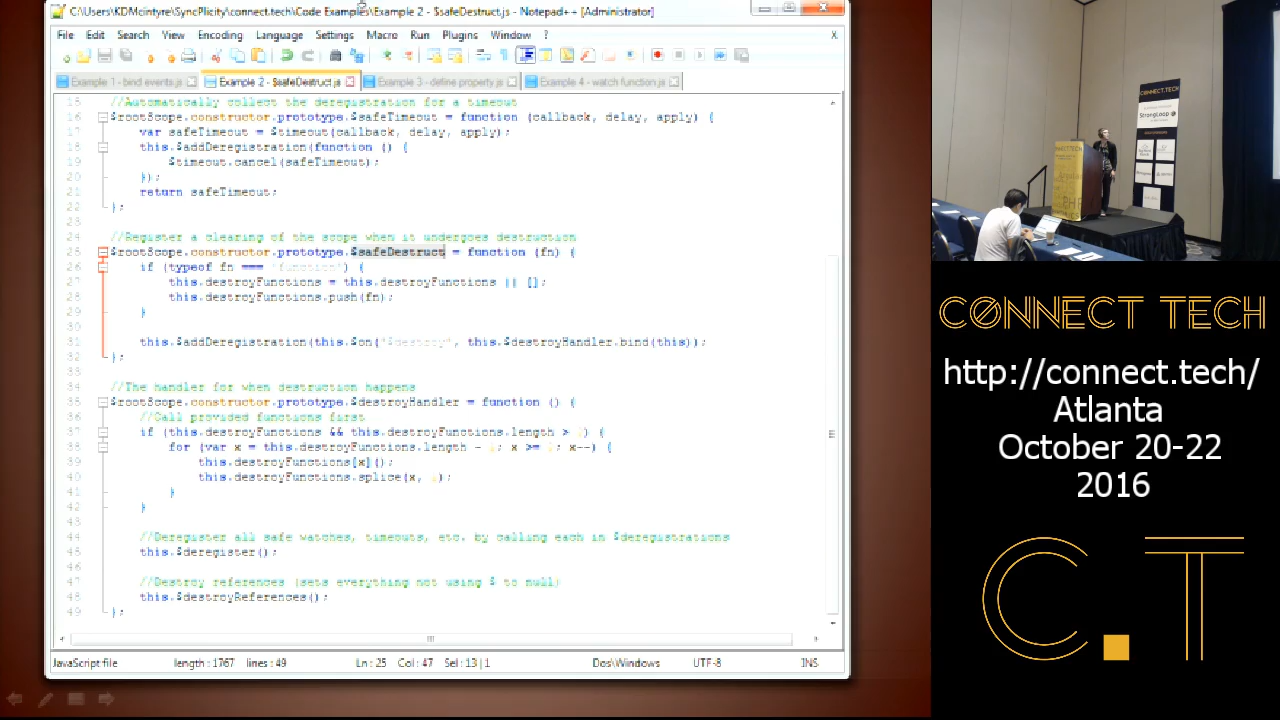 C:\Users\KDMcintyre\SyncPlicity\connect.tech\Code Examples\Example 2 - $safeDestruct.js - Notepad++ [Administrator]
File Edit Search View Encoding Language Settings Macro Run Plugins Window ? X
Example 1 - bind events.js Example 2 - $safeDestruct.js Example 3 - define property.js Example 4 - watch function.js
15 //Automatically collect the deregistration for a timeout
16 $rootScope.constructor.prototype.$safeTimeout = function (callback, delay, apply) {
17 var safeTimeout = $timeout(callback, delay, apply);
18 this.$addDeregistration(function () {
19 $timeout.cancel(safeTimeout);
20 });
21 return safeTimeout;
22 };
23
24 //Register a clearing of the scope when it undergoes destruction
25 $rootScope.constructor.prototype.$safeDestruct = function (fn) {
26 if (typeof fn === 'function') {
27 this.destroyFunctions = this.destroyFunctions || [];
28 this.destroyFunctions.push(fn);
29 }
30
31 this.$addDeregistration(this.$on("$destroy", this.$destroyHandler.bind(this));
32 };
33
34 //The handler for when destruction happens
35 $rootScope.constructor.prototype.$destroyHandler = function () {
36 //Call provided functions first
37 if (this.destroyFunctions && this.destroyFunctions.length > ) {
38 for (var x = this.destroyFunctions.length - ; x >= ; x--) {
39 this.destroyFunctions[x]();
40 this.destroyFunctions.splice(x, );
41 }
42 }
43
44 //Deregister all safe watches, timeouts, etc. by calling each in $deregistrations
45 this.$deregister();
46
47 //Destroy references (sets everything not using $ to null)
48 this.$destroyReferences();
49 };
JavaScript file length : 1767 lines : 49 Ln : 25 Col : 47 Sel : 13 | 1 Dos\Windows UTF-8 INS
CONNECT.TECH
StrongLoop
PHP
CONNECT TECH
http://connect.tech/
Atlanta
October 20-22
2016
C.T